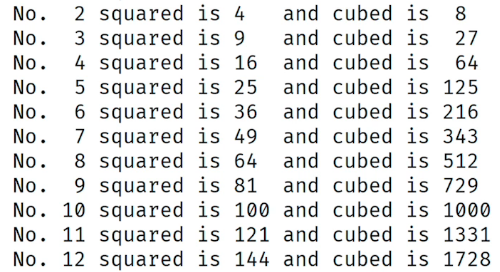 No.  2 squared is 4   and cubed is  8
No.  3 squared is 9   and cubed is  27
No.  4 squared is 16  and cubed is  64
No.  5 squared is 25  and cubed is 125
No.  6 squared is 36  and cubed is 216
No.  7 squared is 49  and cubed is 343
No.  8 squared is 64  and cubed is 512
No.  9 squared is 81  and cubed is 729
No. 10 squared is 100 and cubed is 1000
No. 11 squared is 121 and cubed is 1331
No. 12 squared is 144 and cubed is 1728